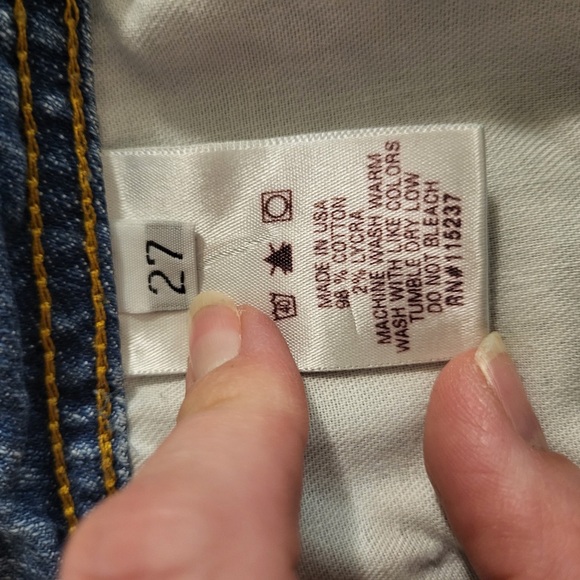 27
40
MADE IN USA
98 % COTTON
2% LYCRA
MACHINE WASH WARM
WASH WITH LIKE COLORS
TUMBLE DRY LOW
DO NOT BLEACH
RN# 115237